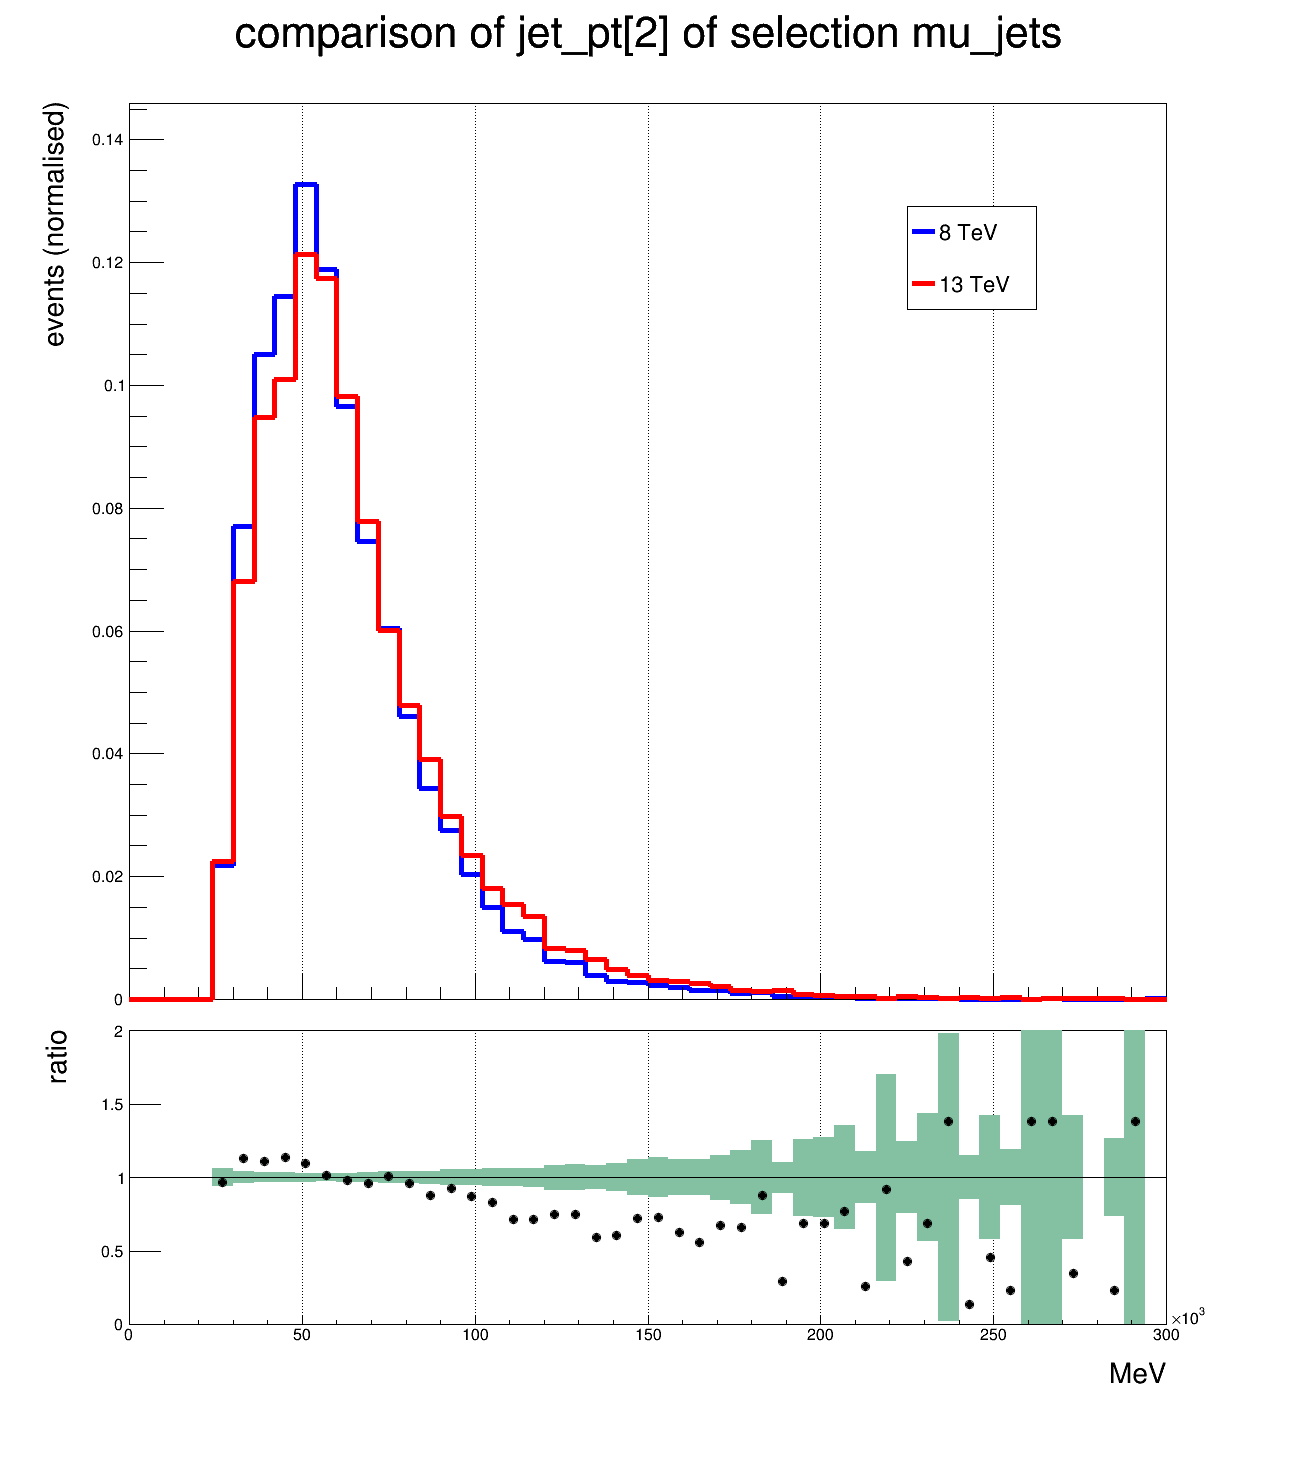 comparison of jet_pt[2] of selection mu_jets
events (normalised)
0.14
0.12
0.1
0.08
0.06
0.04
0.02
0
8 TeV
13 TeV
ratio
2
1.5
1
0.5
0
0 50 100 150 200 250 300
×10³
MeV